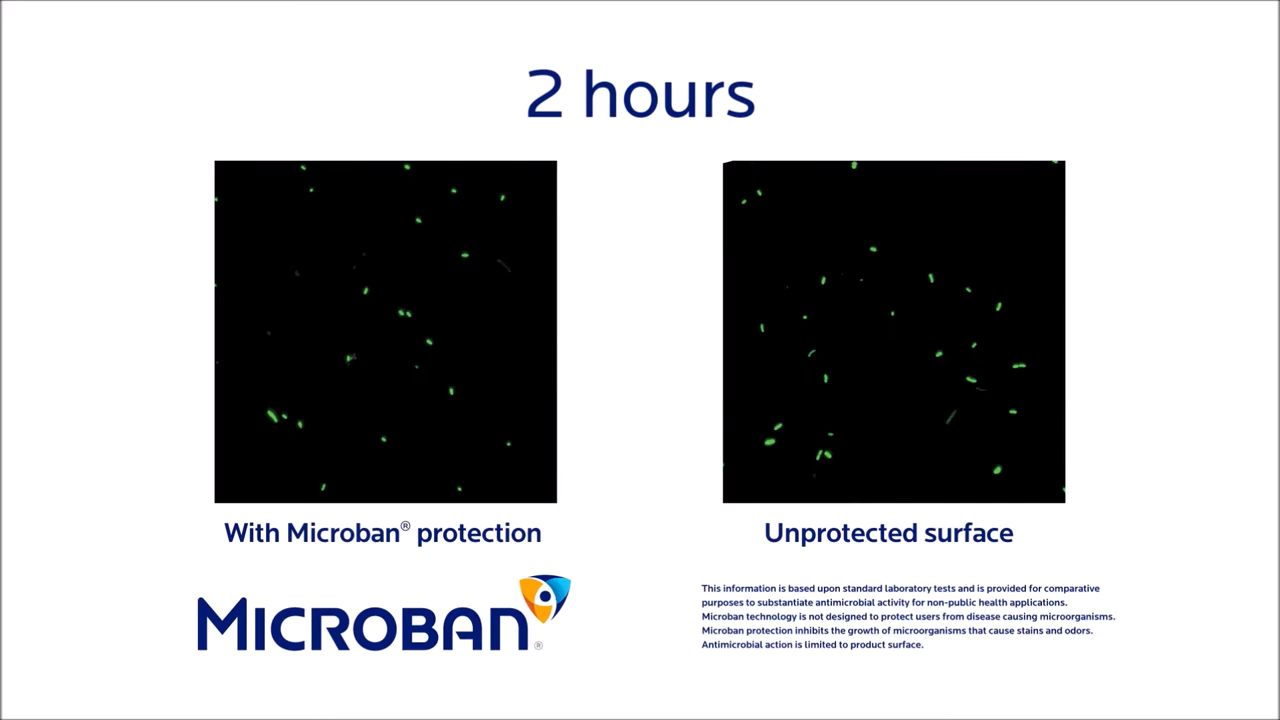 2 hours
With Microban® protection
Unprotected surface
MICROBAN®
This information is based upon standard laboratory tests and is provided for comparative
purposes to substantiate antimicrobial activity for non-public health applications.
Microban technology is not designed to protect users from disease causing microorganisms.
Microban protection inhibits the growth of microorganisms that cause stains and odors.
Antimicrobial action is limited to product surface.